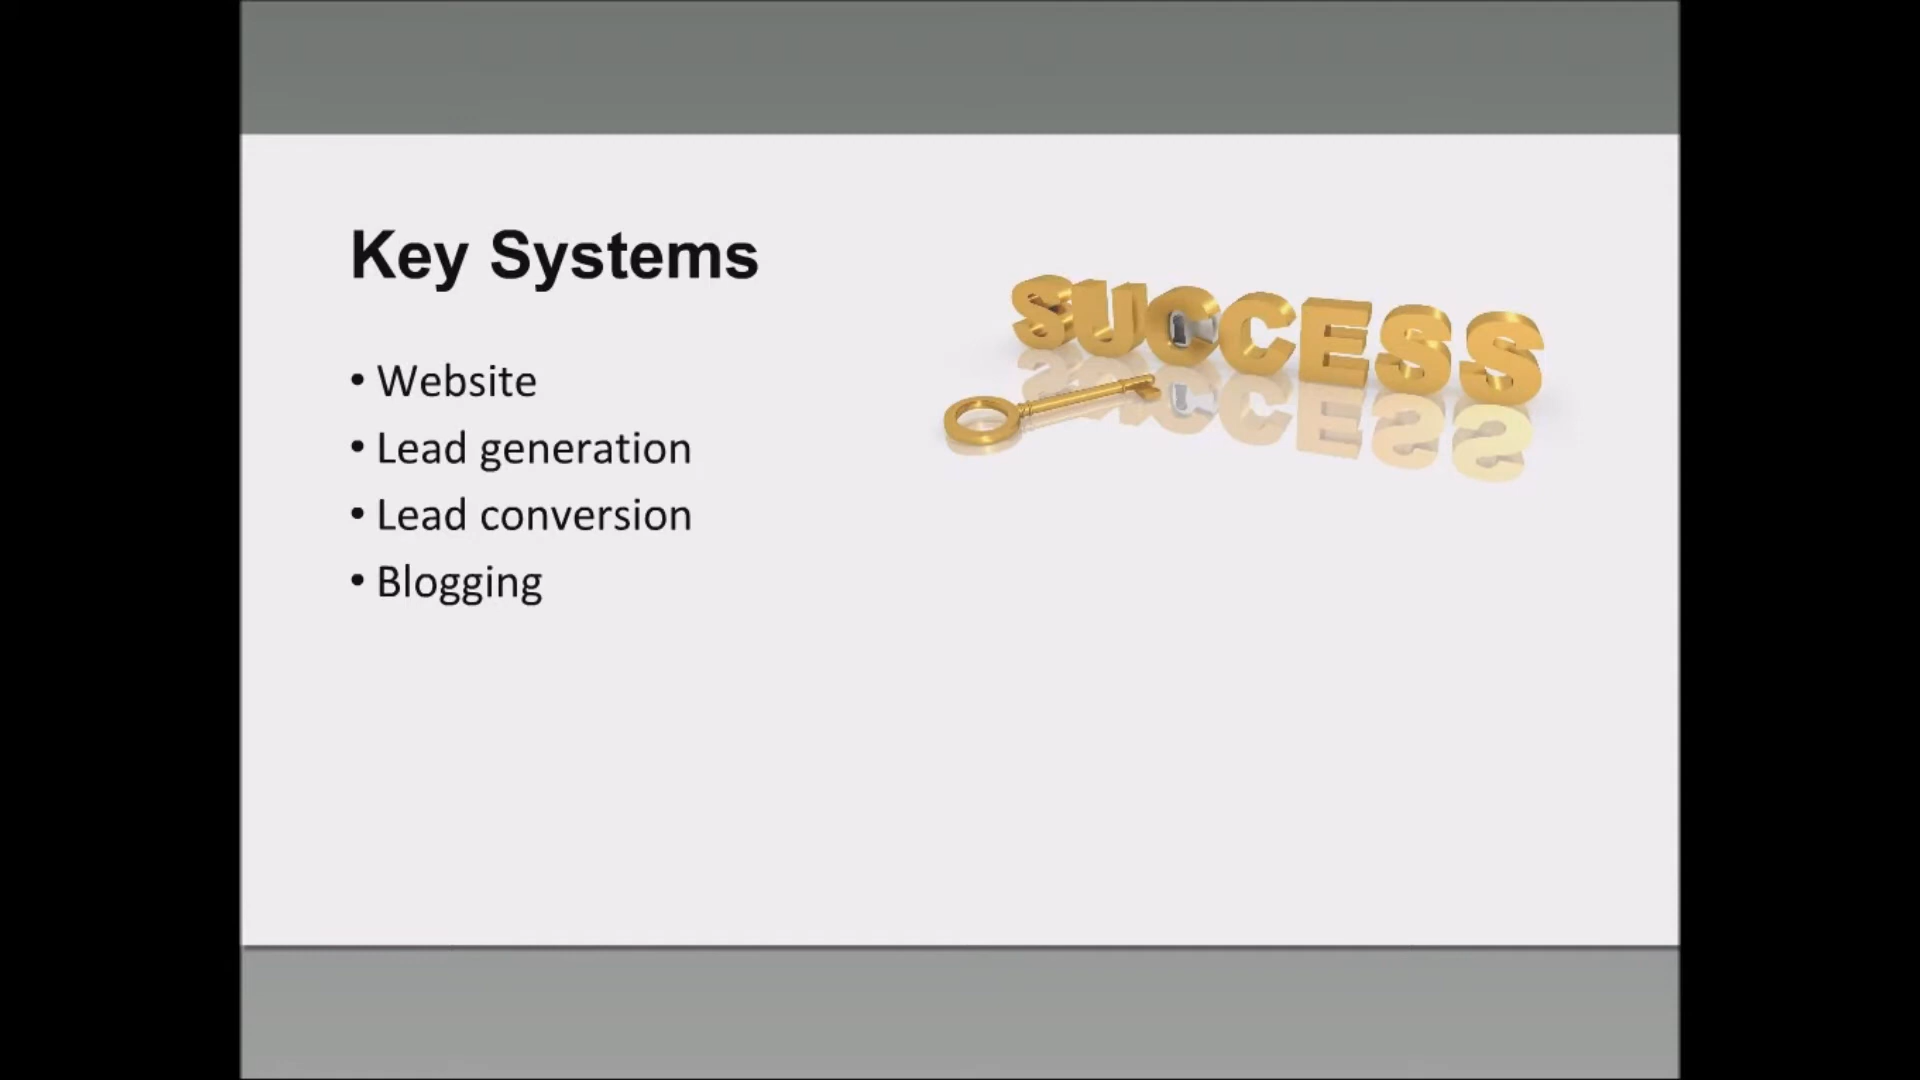 Key Systems
SUCCESS
• Website
• Lead generation
• Lead conversion
• Blogging